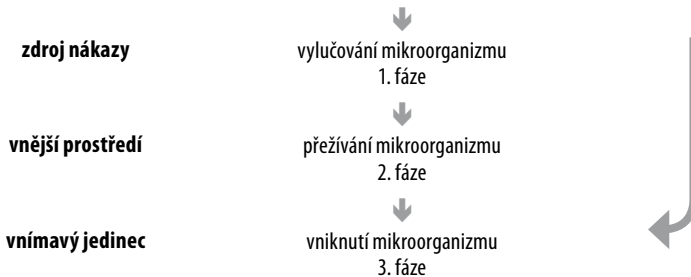 zdroj nákazy vylučování mikroorganizmu
1. fáze
vnější prostředí přežívání mikroorganizmu
2. fáze
vnímavý jedinec vniknutí mikroorganizmu
3. fáze